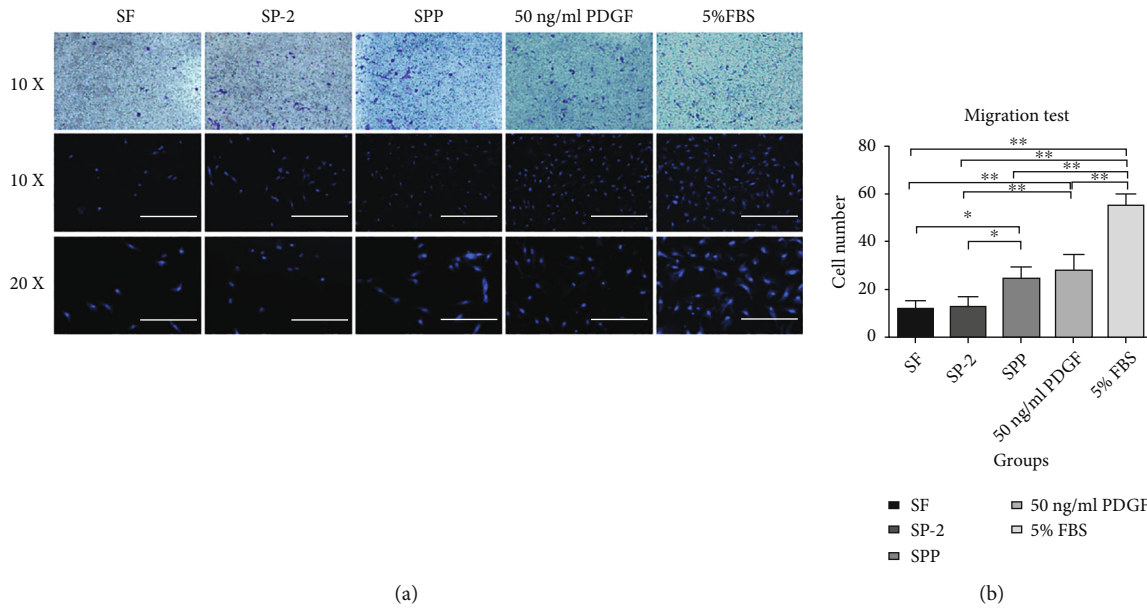 SF SP-2 SPP 50 ng/ml PDGF 5%FBS
10 X
10 X
20 X
(a)
Migration test
80
60
40
20
0
Cell number
**
**
**
** **
**
*
*
SF SP-2 SPP 50 ng/ml PDGF 5% FBS
Groups
SF 50 ng/ml PDGF
SP-2 5% FBS
SPP
(b)